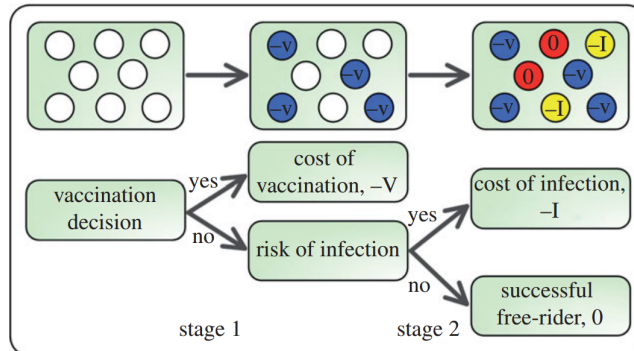 –v
–v
–v
–v
–v
0
–I
0
–v
–v
–I
–v
vaccination
decision
yes
no
cost of
vaccination, –V
risk of infection
yes
no
cost of infection,
–I
successful
free-rider, 0
stage 1
stage 2